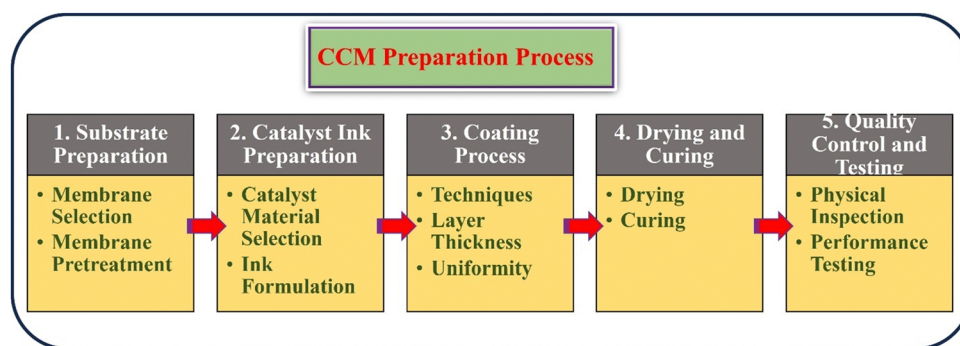 CCM Preparation Process
1. Substrate
Preparation
• Membrane
Selection
• Membrane
Pretreatment
2. Catalyst Ink
Preparation
• Catalyst
Material
Selection
• Ink
Formulation
3. Coating
Process
• Techniques
• Layer
Thickness
• Uniformity
4. Drying and
Curing
• Drying
• Curing
5. Quality
Control and
Testing
• Physical
Inspection
• Performance
Testing